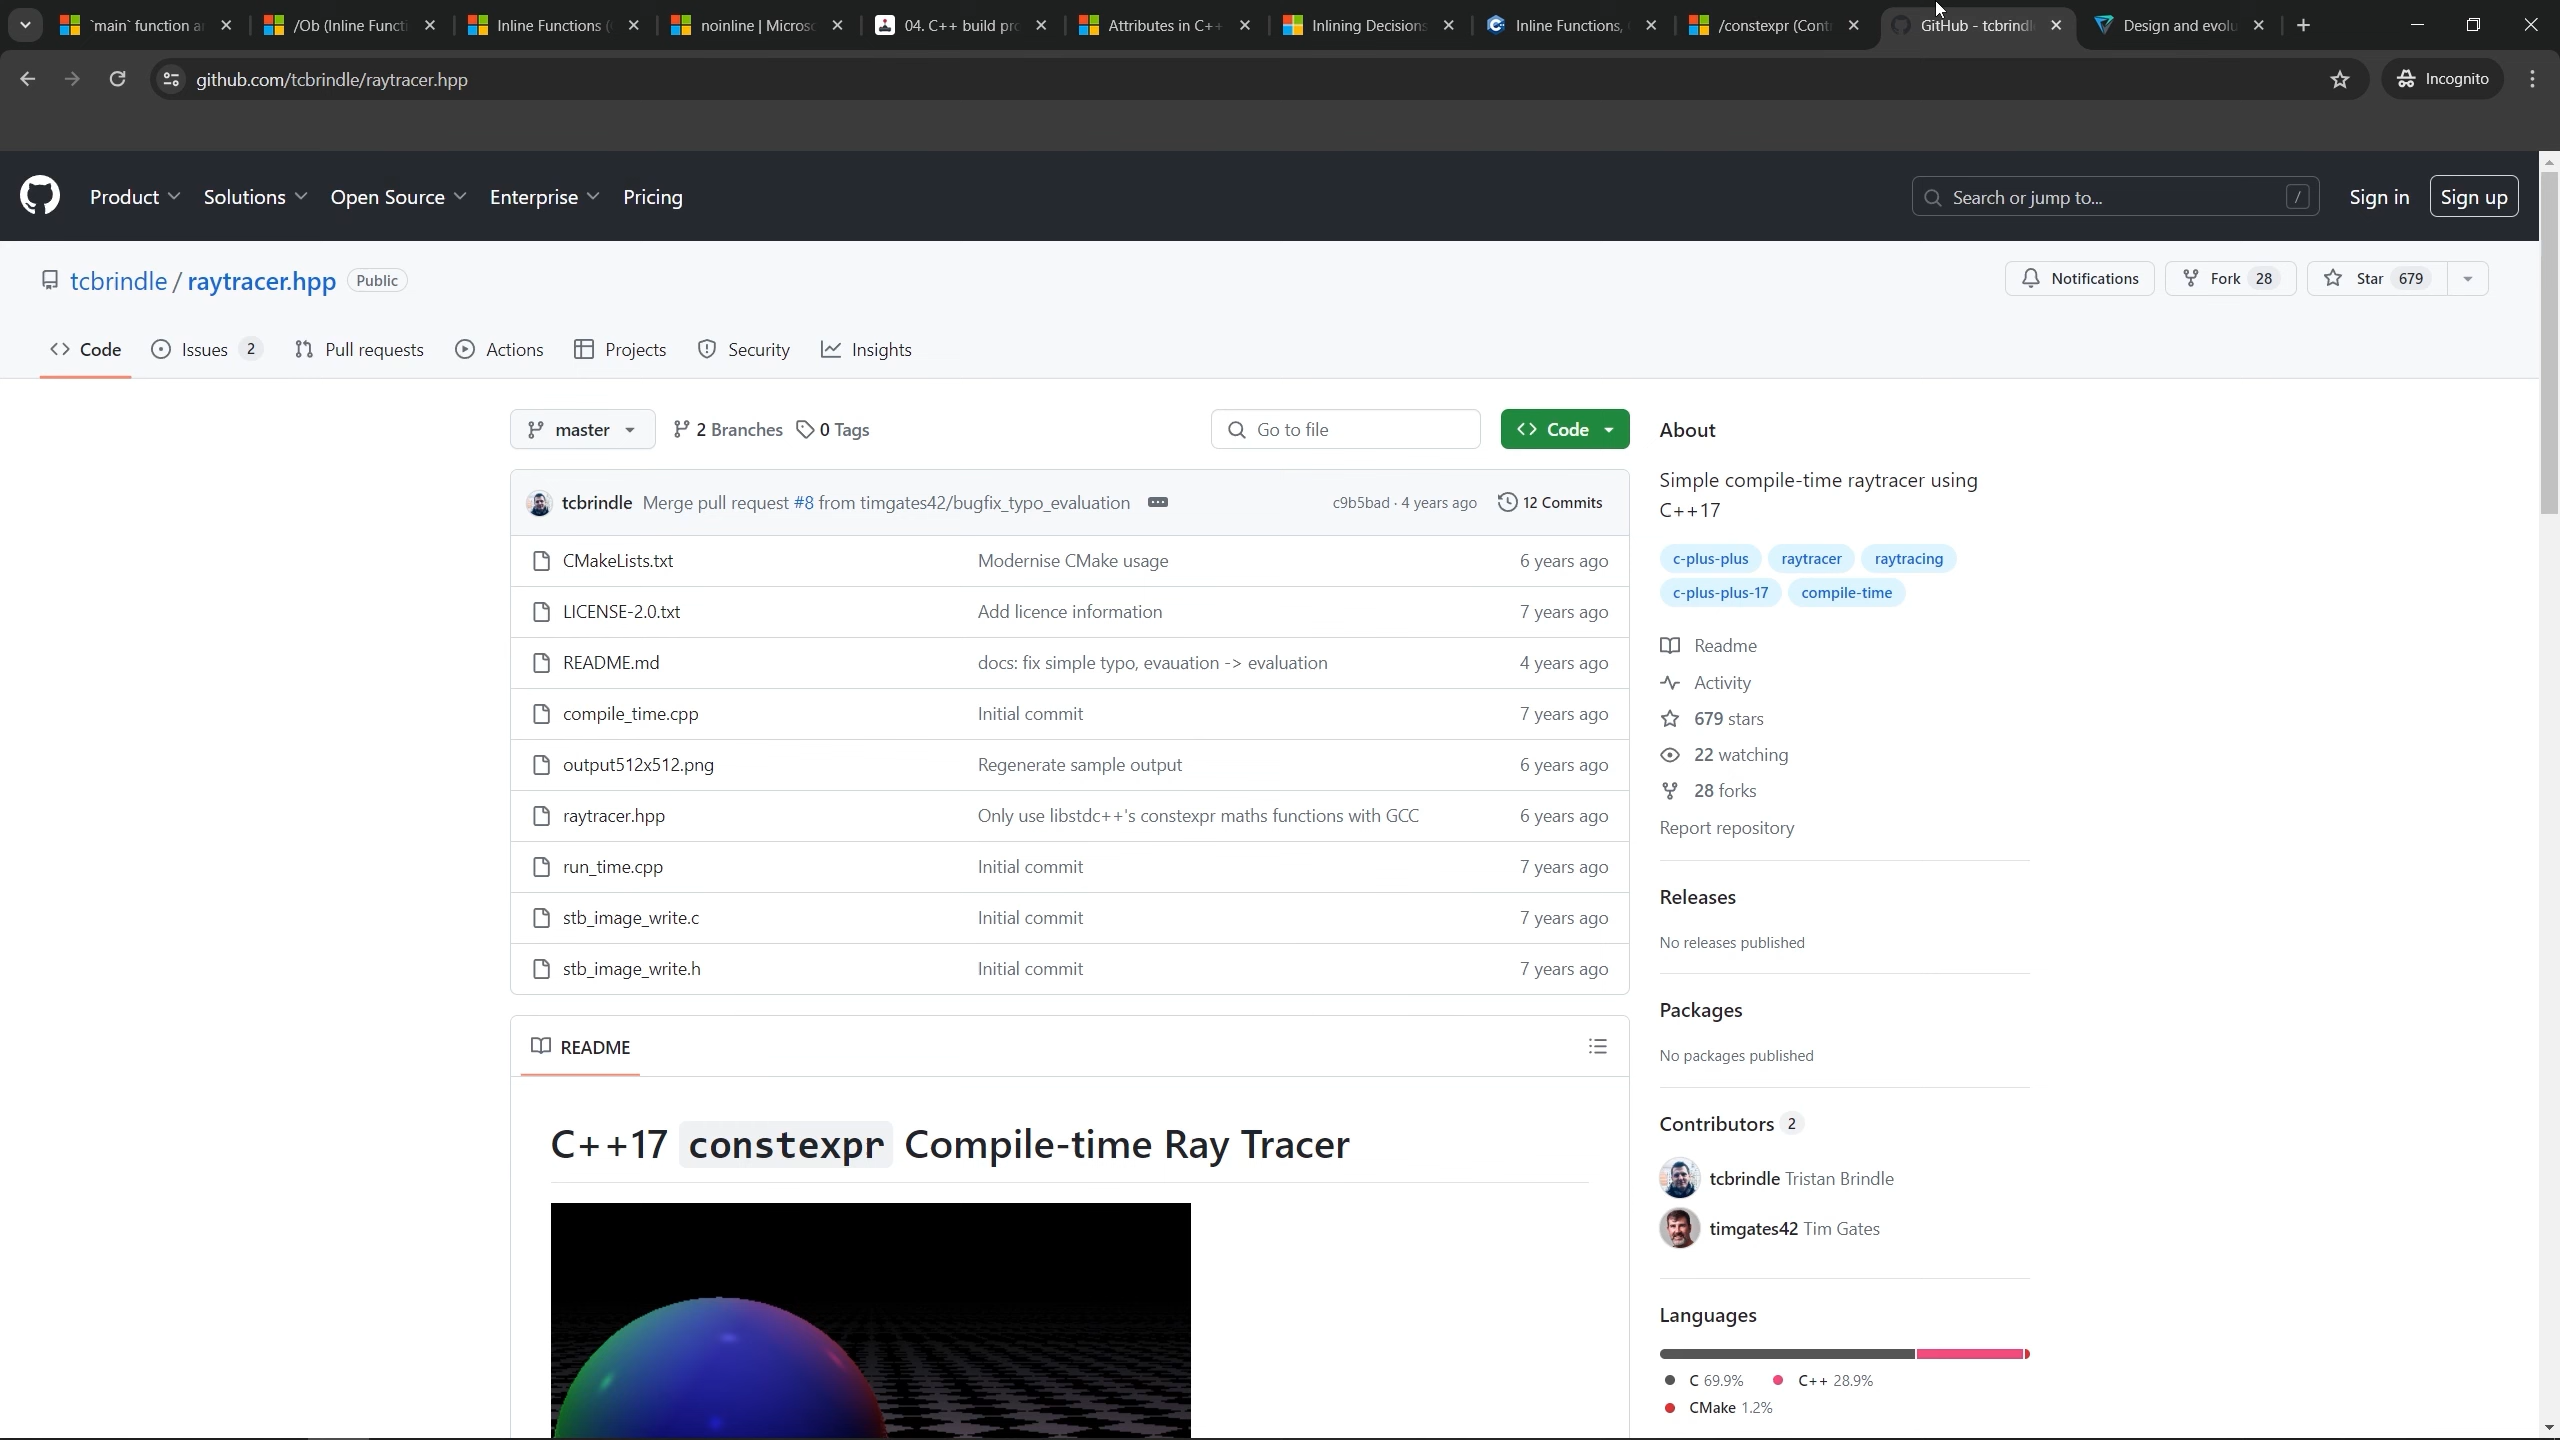 `main` function a
/Ob (Inline Functi
Inline Functions (
noinline | Micros
04. C++ build pro
Attributes in C++
Inlining Decisions
Inline Functions,
/constexpr (Cont
GitHub - tcbrindle
Design and evolu
github.com/tcbrindle/raytracer.hpp
Incognito
Product
Solutions
Open Source
Enterprise
Pricing
Search or jump to...
/
Sign in
Sign up
tcbrindle / raytracer.hpp
Public
Notifications
Fork 28
Star 679
Code
Issues 2
Pull requests
Actions
Projects
Security
Insights
master
2 Branches
0 Tags
Go to file
Code
tcbrindle Merge pull request #8 from timgates42/bugfix_typo_evaluation
c9b5bad · 4 years ago
12 Commits
CMakeLists.txt Modernise CMake usage 6 years ago
LICENSE-2.0.txt Add licence information 7 years ago
README.md docs: fix simple typo, evauation -> evaluation 4 years ago
compile_time.cpp Initial commit 7 years ago
output512x512.png Regenerate sample output 6 years ago
raytracer.hpp Only use libstdc++'s constexpr maths functions with GCC 6 years ago
run_time.cpp Initial commit 7 years ago
stb_image_write.c Initial commit 7 years ago
stb_image_write.h Initial commit 7 years ago
README
C++17 constexpr Compile-time Ray Tracer
About
Simple compile-time raytracer using
C++17
c-plus-plus raytracer raytracing
c-plus-plus-17 compile-time
Readme
Activity
679 stars
22 watching
28 forks
Report repository
Releases
No releases published
Packages
No packages published
Contributors 2
tcbrindle Tristan Brindle
timgates42 Tim Gates
Languages
C 69.9% C++ 28.9%
CMake 1.2%